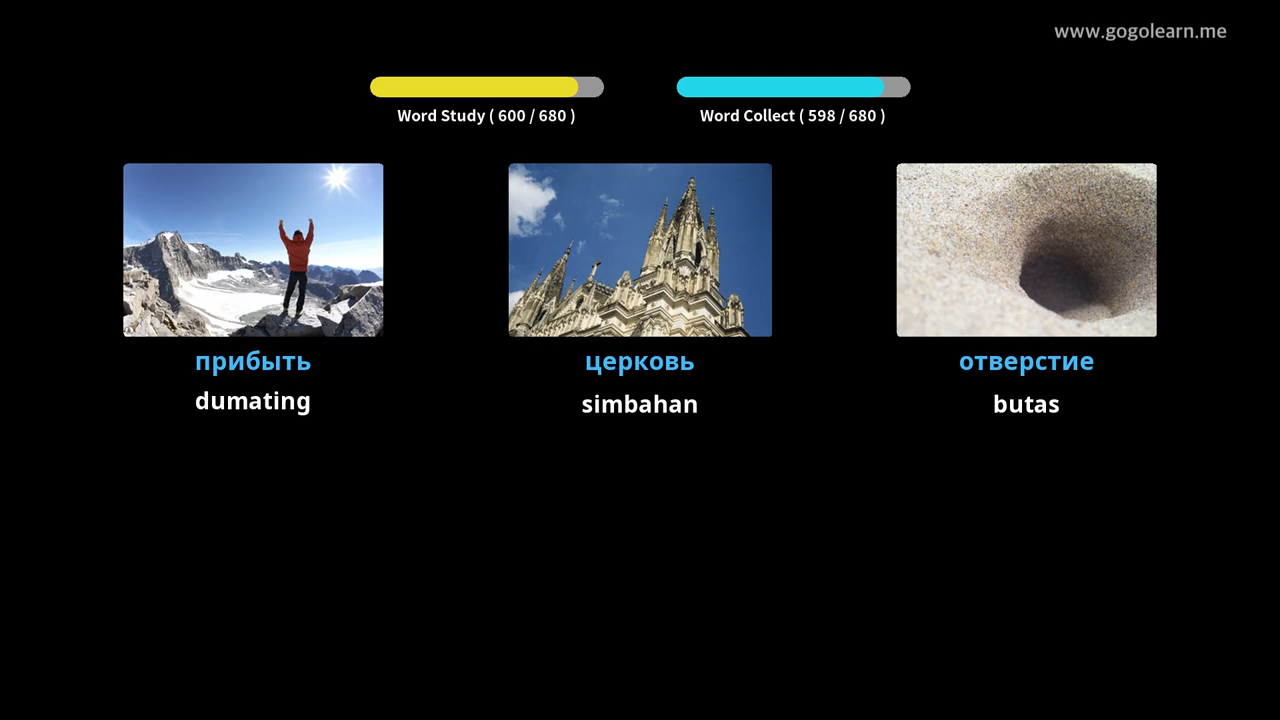 www.gogolearn.me
Word Study ( 600 / 680 )
Word Collect ( 598 / 680 )
прибыть
dumating
церковь
simbahan
отверстие
butas